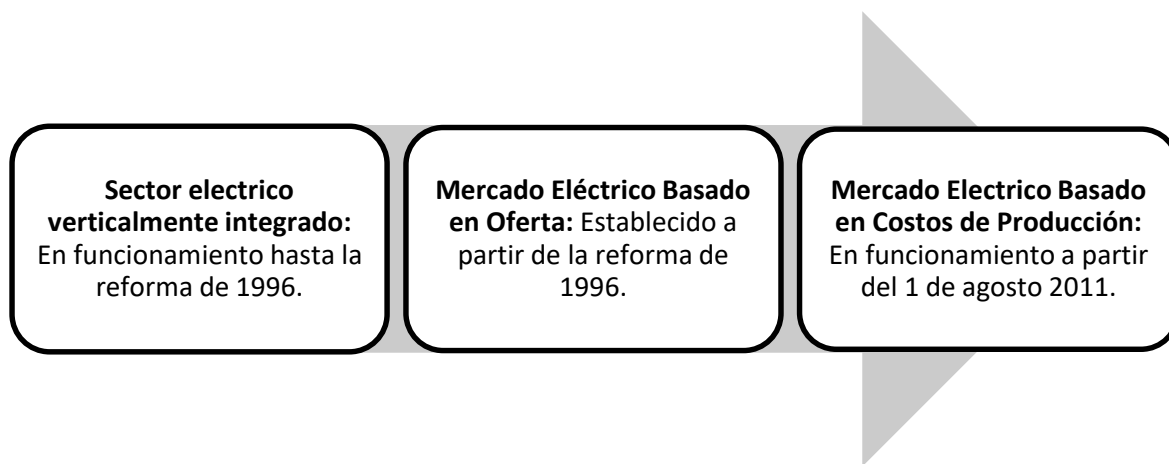 Sector electrico
verticalmente integrado:
En funcionamiento hasta la
reforma de 1996.
Mercado Eléctrico Basado
en Oferta: Establecido a
partir de la reforma de
1996.
Mercado Electrico Basado
en Costos de Producción:
En funcionamiento a partir
del 1 de agosto 2011.